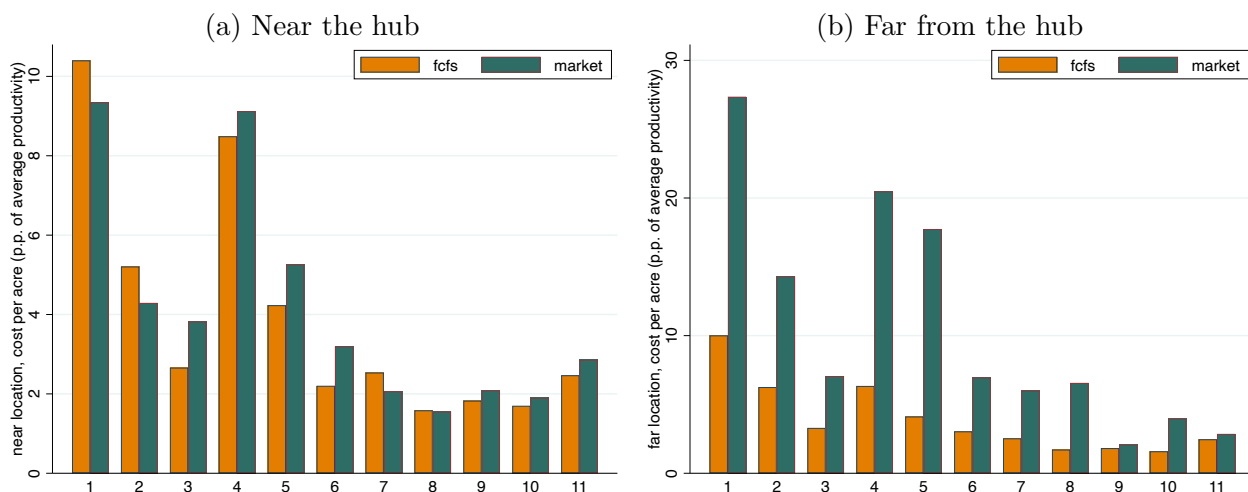 (a) Near the hub
fcfs market
near location, cost per acre (p.p. of average productivity)
10
8
6
4
2
0
1 2 3 4 5 6 7 8 9 10 11
(b) Far from the hub
fcfs market
far location, cost per acre (p.p. of average productivity)
30
20
10
0
1 2 3 4 5 6 7 8 9 10 11